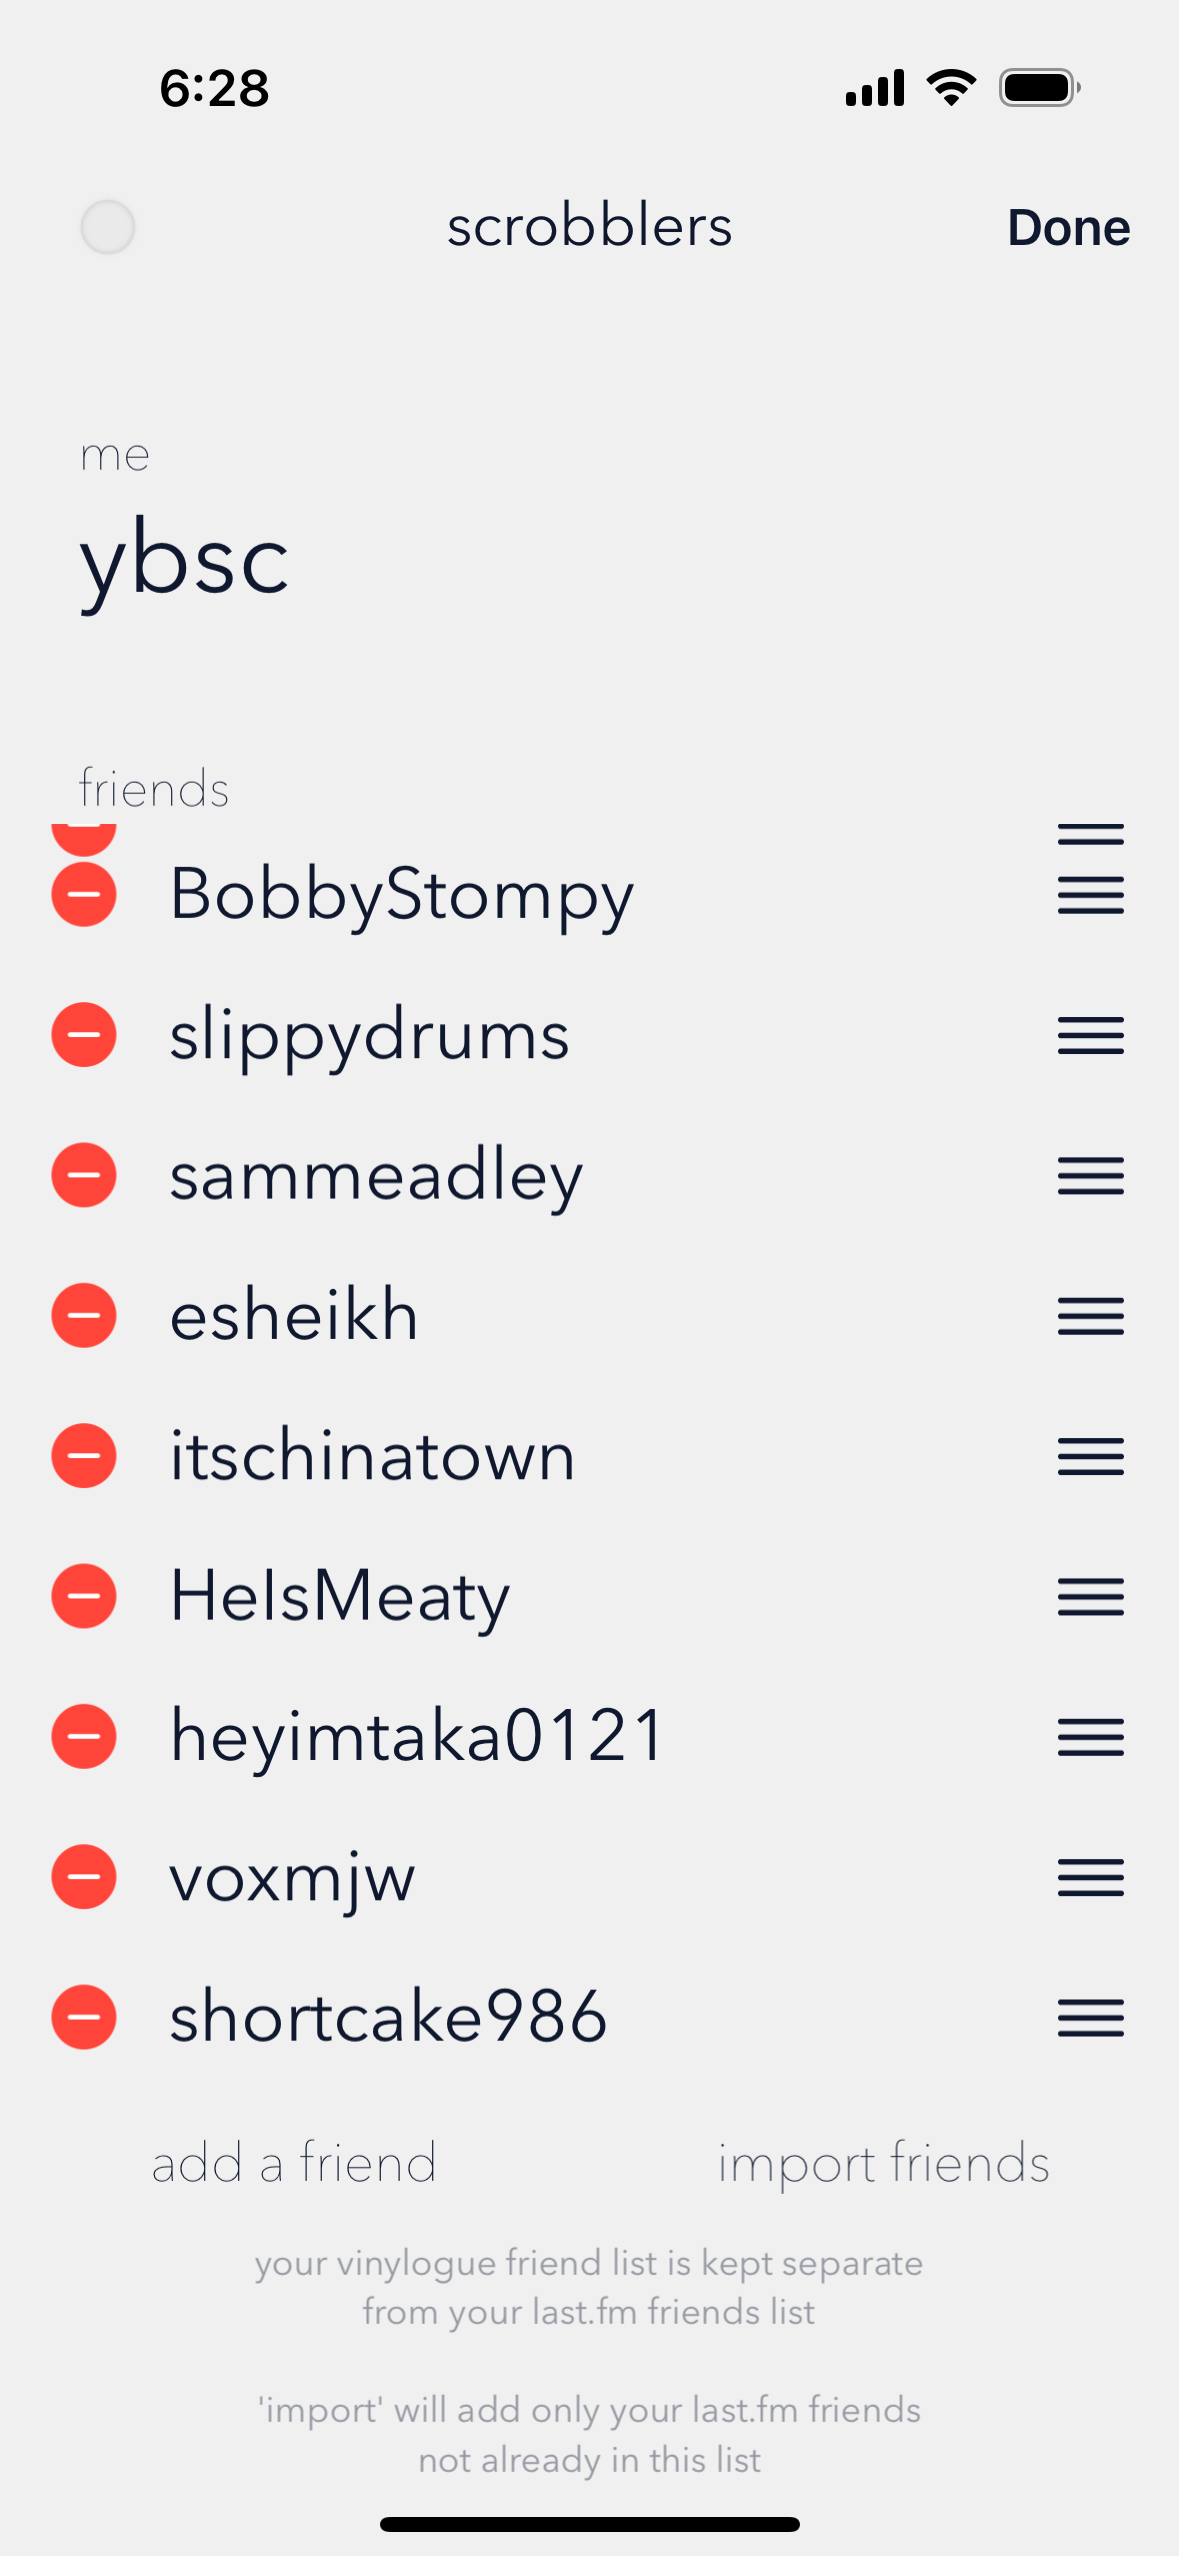 6:28
scrobblers
Done
me
ybsc
friends
BobbyStompy
slippydrums
sammeadley
esheikh
itschinatown
HeIsMeaty
heyimtaka0121
voxmjw
shortcake986
add a friend
import friends
your vinylogue friend list is kept separate
from your last.fm friends list
'import' will add only your last.fm friends
not already in this list